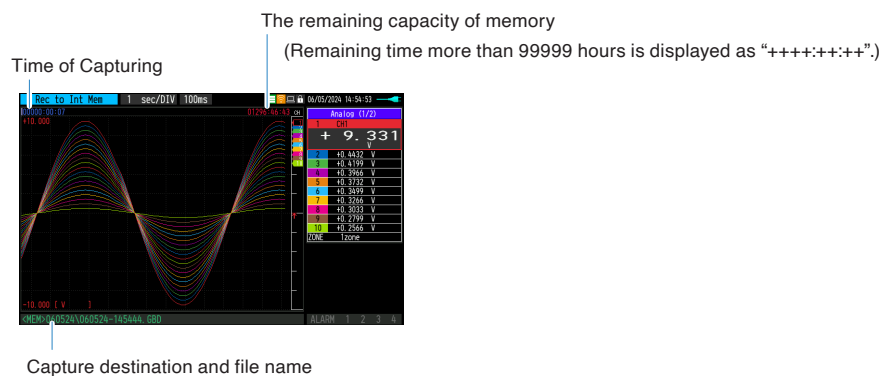 The remaining capacity of memory
(Remaining time more than 99999 hours is displayed as “++++:++:++”.)
Time of Capturing
Rec to Int Mem 1 sec/DIV 100ms 06/05/2024 14:54:53
00000:00:07 01296:46:43 CH Analog (1/2)
+10.000
1 CH1
+ 9.331
V
2 +0.4432 V
3 +0.4199 V
4 +0.3966 V
5 +0.3732 V
6 +0.3499 V
7 +0.3266 V
8 +0.3033 V
9 +0.2799 V
10 +0.2566 V
ZONE 1zone
-10.000 [ V ]
<MEM>060524\060524-145444.GBD ALARM 1 2 3 4
Capture destination and file name